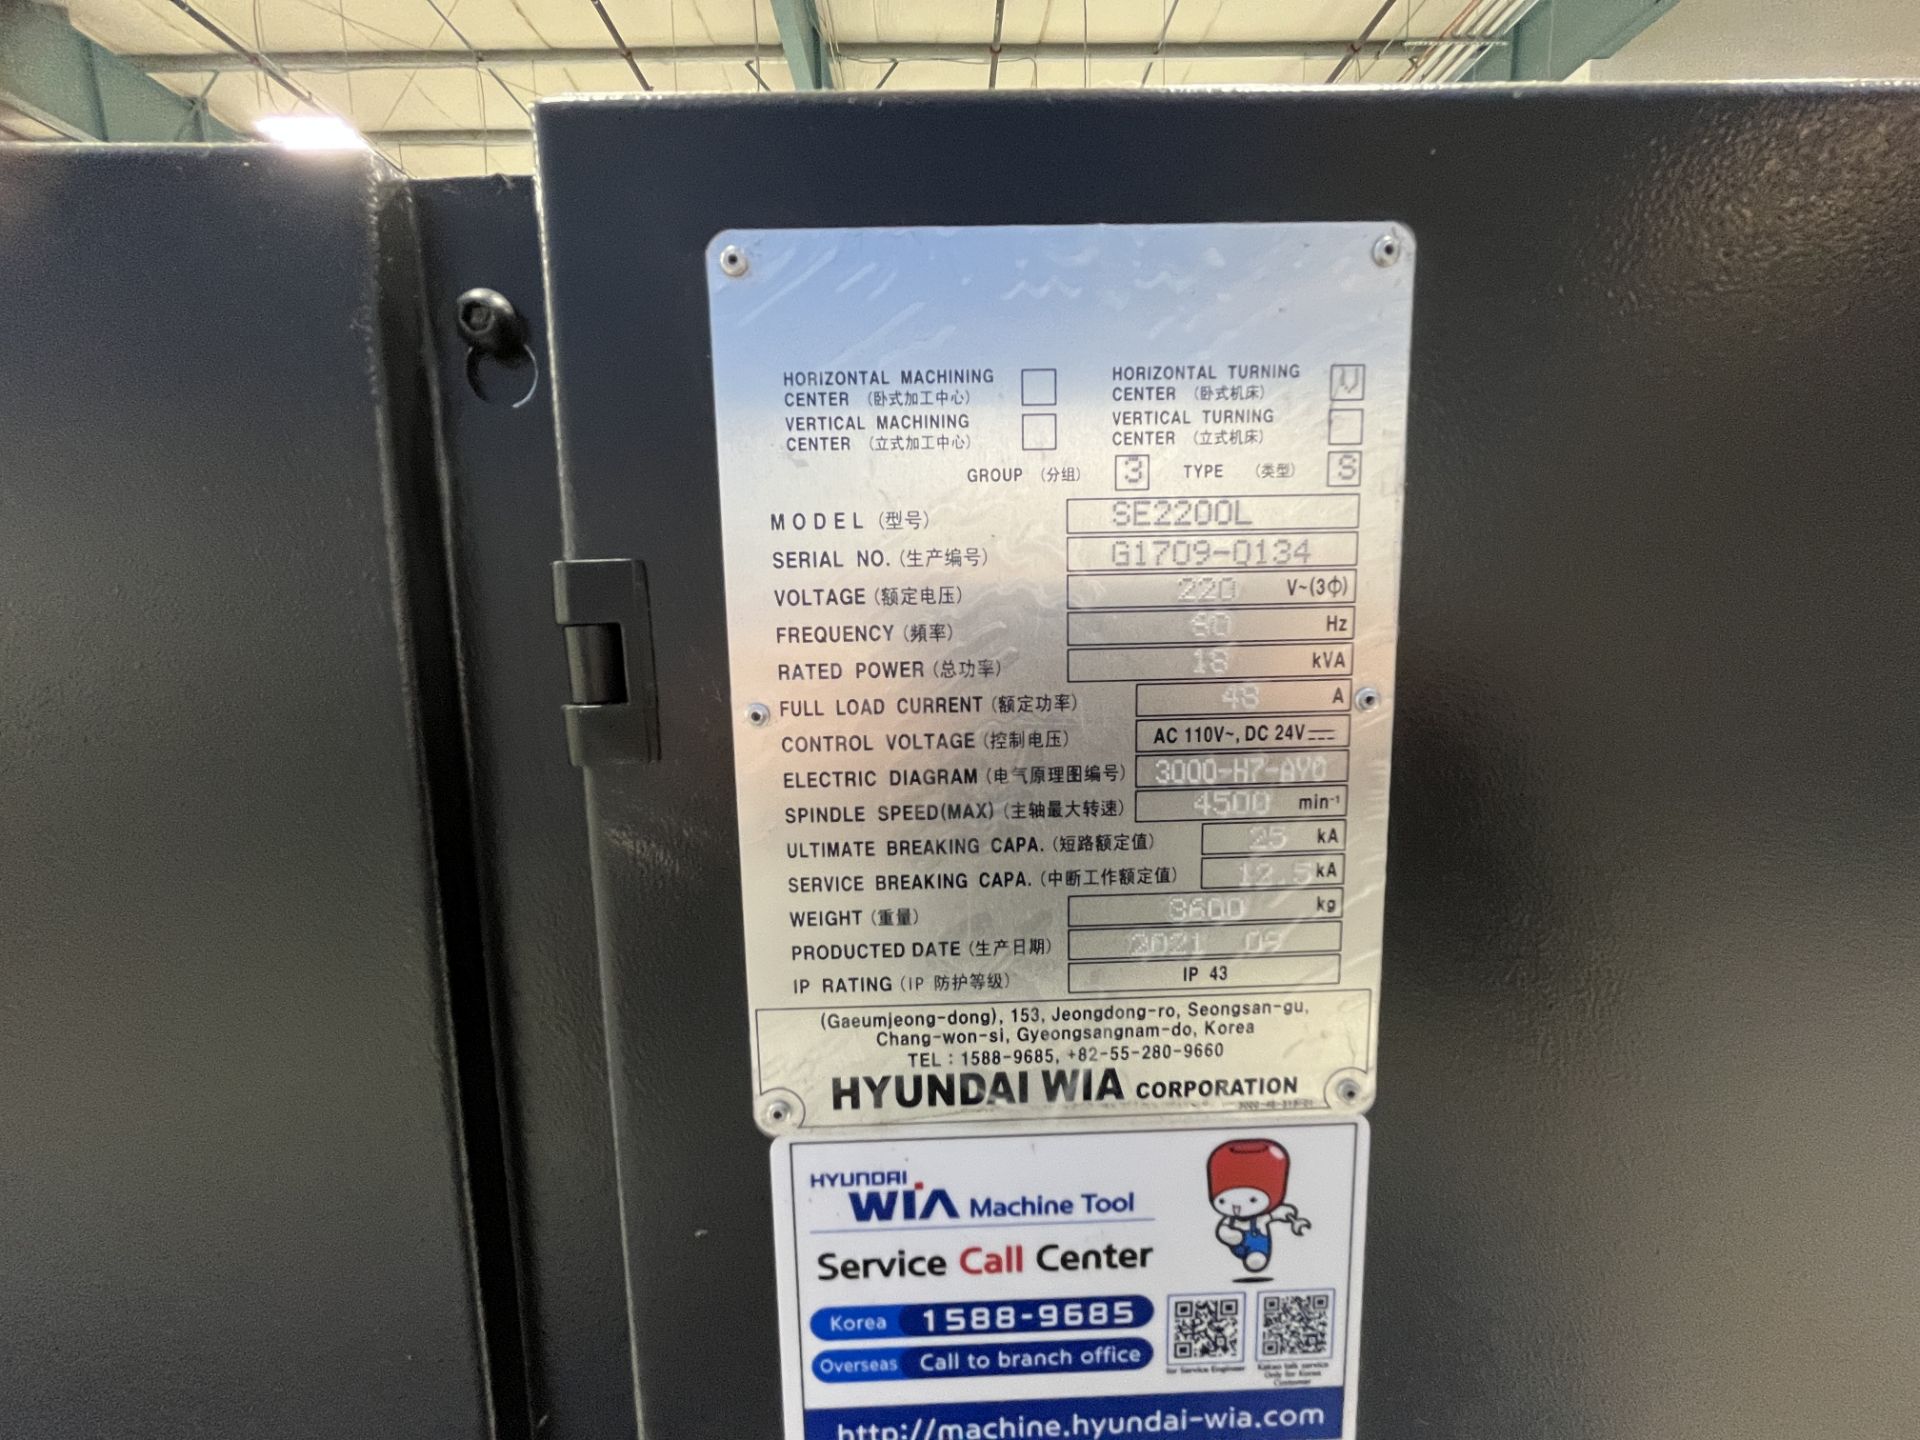 HORIZONTAL MACHINING
CENTER (卧式加工中心)
HORIZONTAL TURNING
CENTER (卧式机床) V
VERTICAL MACHINING
CENTER (立式加工中心)
VERTICAL TURNING
CENTER (立式机床)
GROUP (分组) 3 TYPE (类型) S
MODEL (型号) SE2200L
SERIAL NO. (生产编号) G1709-0134
VOLTAGE (额定电压) 220 V~(3Φ)
FREQUENCY (频率) 60 Hz
RATED POWER (总功率) 18 kVA
FULL LOAD CURRENT (额定功率) 48 A
CONTROL VOLTAGE (控制电压) AC 110V~, DC 24V⎓
ELECTRIC DIAGRAM (电气原理图编号) 3000-H7-AY0
SPINDLE SPEED(MAX) (主轴最大转速) 4500 min⁻¹
ULTIMATE BREAKING CAPA. (短路额定值) 25 kA
SERVICE BREAKING CAPA. (中断工作额定值) 12.5 kA
WEIGHT (重量) 3600 kg
PRODUCTED DATE (生产日期) 2021 09
IP RATING (IP 防护等级) IP 43
(Gaeumjeong-dong), 153, Jeongdong-ro, Seongsan-gu,
Chang-won-si, Gyeongsangnam-do, Korea
TEL : 1588-9685, +82-55-280-9660
HYUNDAI WIA CORPORATION
HYUNDAI
WIA Machine Tool
Service Call Center
Korea 1588-9685
Overseas Call to branch office
for Service Engineer
Kakao talk service
Only for Korea
Customer
http://machine.hyundai-wia.com